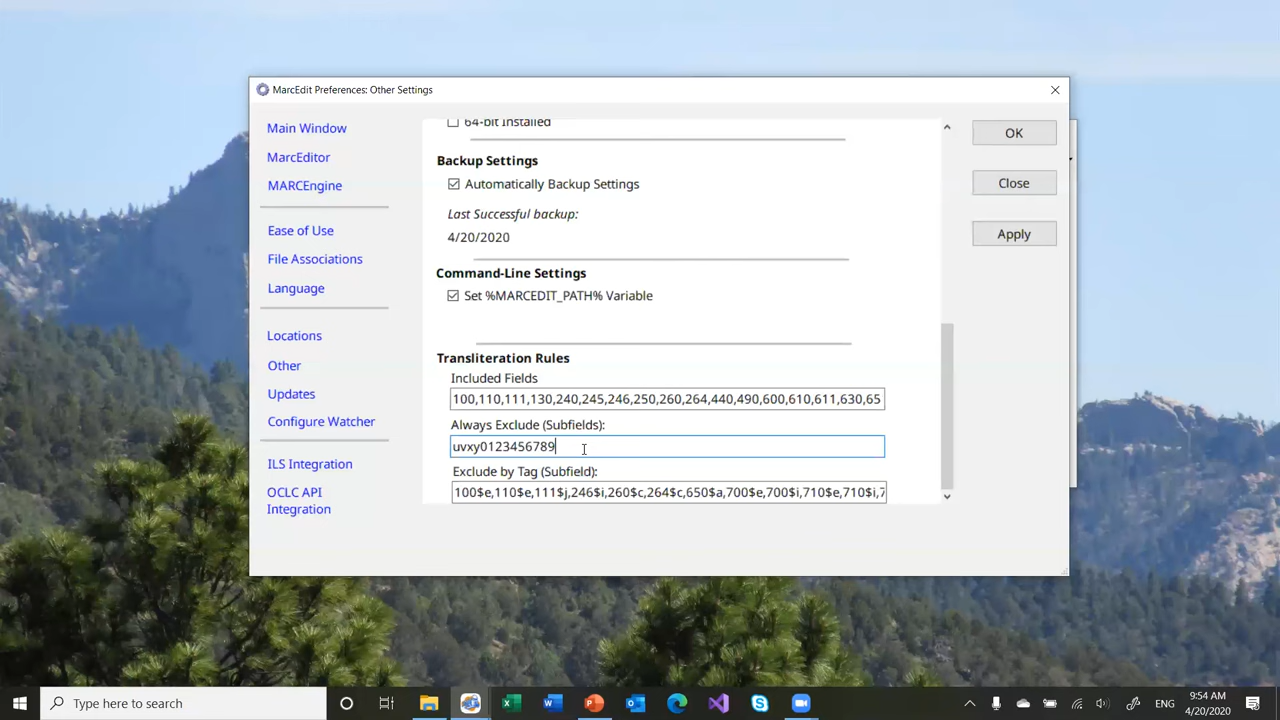 MarcEdit Preferences: Other Settings
Main Window
MarcEditor
MARCEngine
Ease of Use
File Associations
Language
Locations
Other
Updates
Configure Watcher
ILS Integration
OCLC API
Integration
64-bit Installed
Backup Settings
Automatically Backup Settings
Last Successful backup:
4/20/2020
Command-Line Settings
Set %MARCEDIT_PATH% Variable
Transliteration Rules
Included Fields
100,110,111,130,240,245,246,250,260,264,440,490,600,610,611,630,65
Always Exclude (Subfields):
uvxy0123456789
Exclude by Tag (Subfield):
100$e,110$e,111$j,246$i,260$c,264$c,650$a,700$e,700$i,710$e,710$i,7
OK
Close
Apply
Type here to search
ENG
9:54 AM
4/20/2020